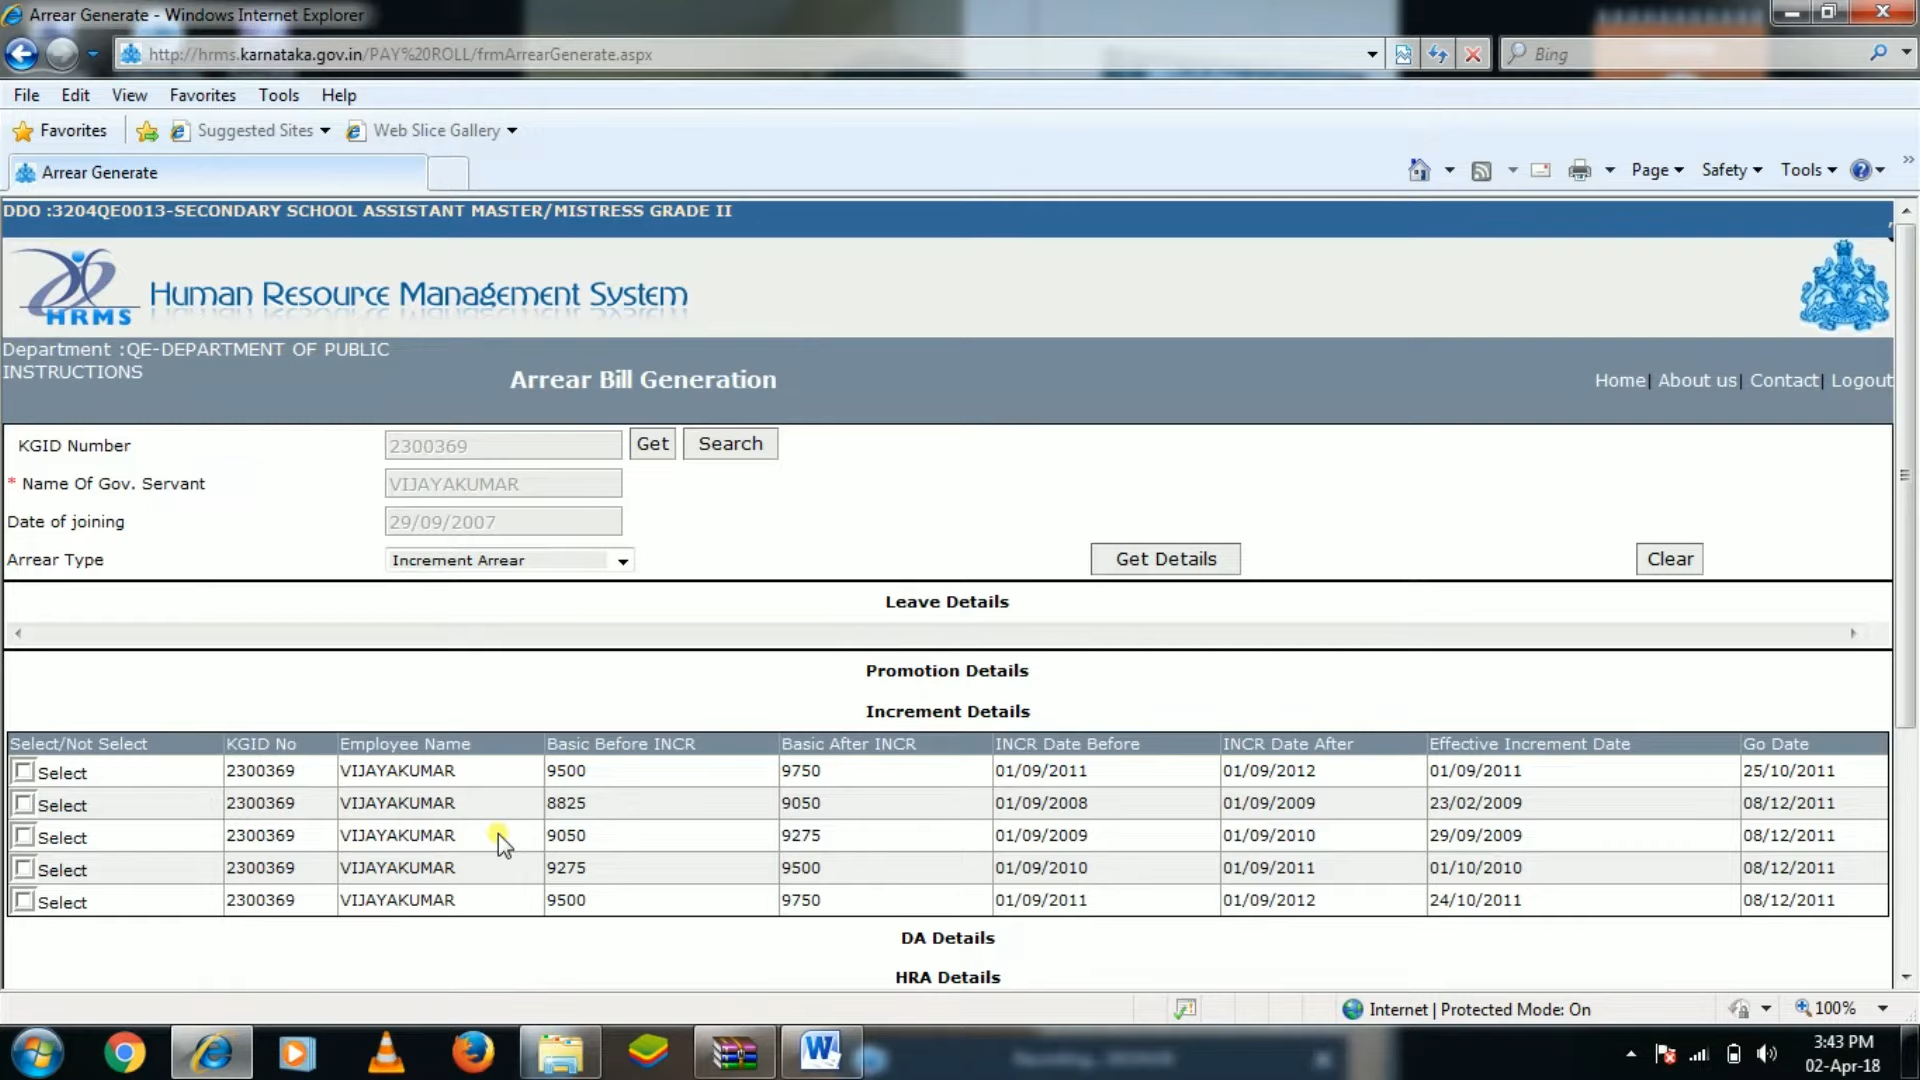 Arrear Generate - Windows Internet Explorer
http://hrms.karnataka.gov.in/PAY%20ROLL/frmArrearGenerate.aspx
Bing
File Edit View Favorites Tools Help
Favorites Suggested Sites Web Slice Gallery
Arrear Generate
Page Safety Tools
DDO :3204QE0013-SECONDARY SCHOOL ASSISTANT MASTER/MISTRESS GRADE II
HRMS
Human Resource Management System
Department :QE-DEPARTMENT OF PUBLIC
INSTRUCTIONS
Arrear Bill Generation
Home| About us| Contact| Logout
KGID Number 2300369 Get Search
* Name Of Gov. Servant VIJAYAKUMAR
Date of joining 29/09/2007
Arrear Type Increment Arrear Get Details Clear
Leave Details
Promotion Details
Increment Details
Select/Not Select KGID No Employee Name Basic Before INCR Basic After INCR INCR Date Before INCR Date After Effective Increment Date Go Date
Select 2300369 VIJAYAKUMAR 9500 9750 01/09/2011 01/09/2012 01/09/2011 25/10/2011
Select 2300369 VIJAYAKUMAR 8825 9050 01/09/2008 01/09/2009 23/02/2009 08/12/2011
Select 2300369 VIJAYAKUMAR 9050 9275 01/09/2009 01/09/2010 29/09/2009 08/12/2011
Select 2300369 VIJAYAKUMAR 9275 9500 01/09/2010 01/09/2011 01/10/2010 08/12/2011
Select 2300369 VIJAYAKUMAR 9500 9750 01/09/2011 01/09/2012 24/10/2011 08/12/2011
DA Details
HRA Details
Internet | Protected Mode: On
100%
3:43 PM
02-Apr-18